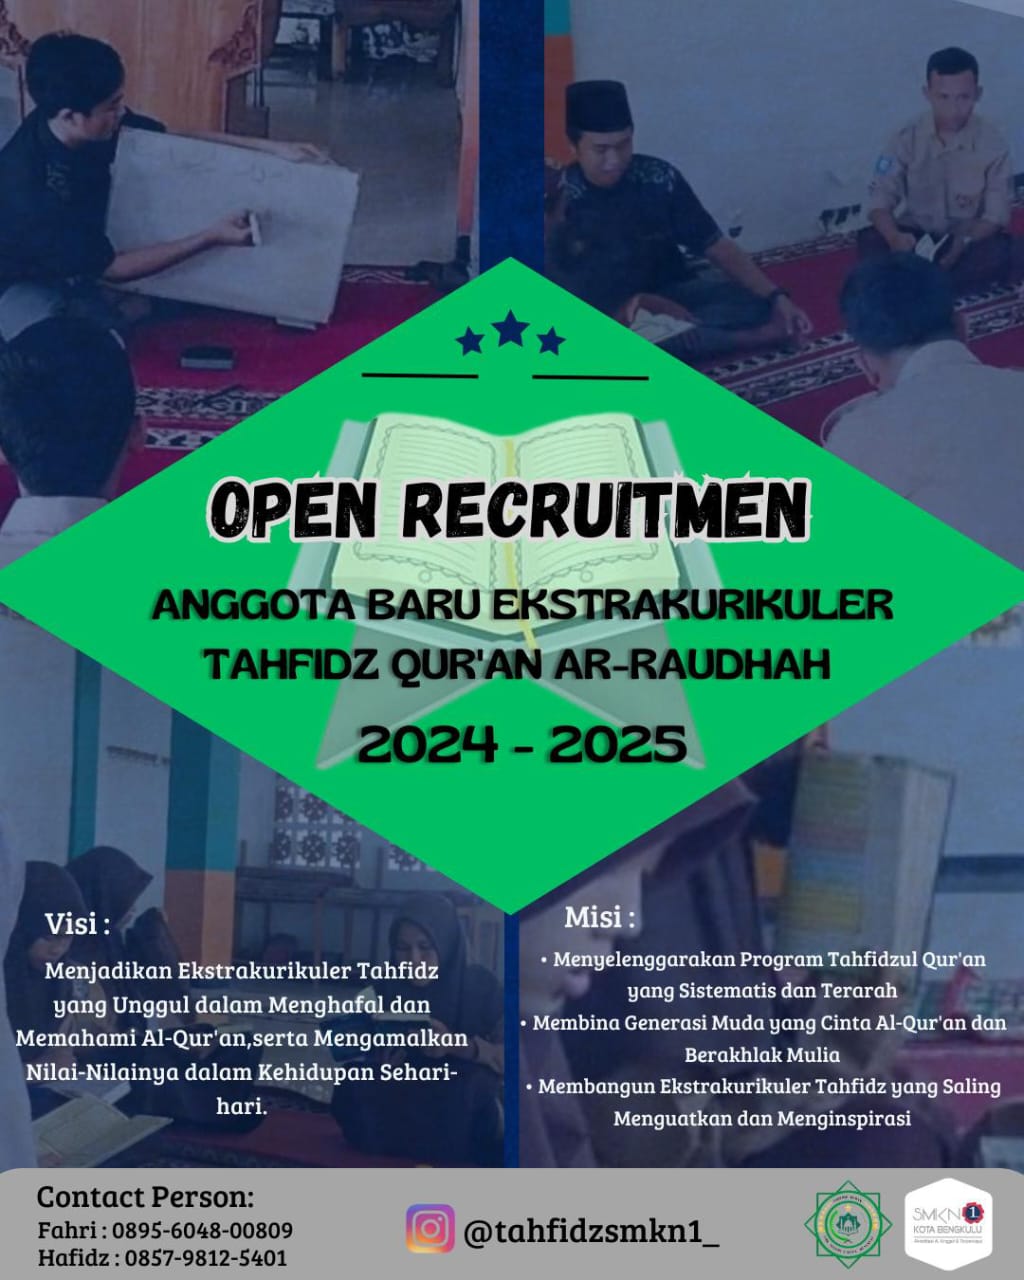 OPEN RECRUITMEN
ANGGOTA BARU EKSTRAKURIKULER
TAHFIDZ QUR'AN AR-RAUDHAH
2024 - 2025
Visi :
Menjadikan Ekstrakurikuler Tahfidz
yang Unggul dalam Menghafal dan
Memahami Al-Qur'an,serta Mengamalkan
Nilai-Nilainya dalam Kehidupan Sehari-
hari.
Misi :
• Menyelenggarakan Program Tahfidzul Qur'an
yang Sistematis dan Terarah
• Membina Generasi Muda yang Cinta Al-Qur'an dan
Berakhlak Mulia
• Membangun Ekstrakurikuler Tahfidz yang Saling
Menguatkan dan Menginspirasi
Contact Person:
Fahri : 0895-6048-00809
Hafidz : 0857-9812-5401
@tahfidzsmkn1_
SMKN 1
KOTA BENGKULU